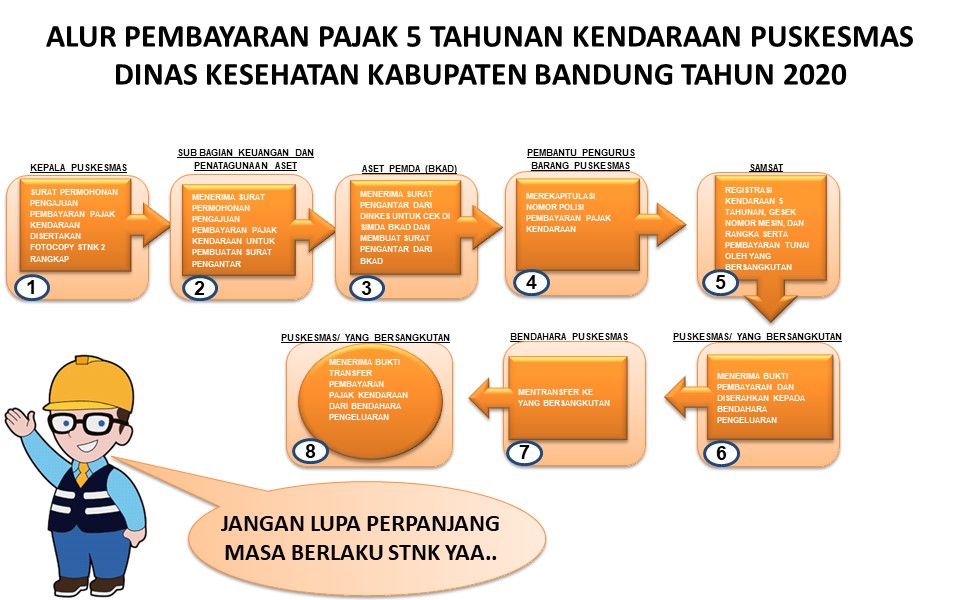 ALUR PEMBAYARAN PAJAK 5 TAHUNAN KENDARAAN PUSKESMAS
DINAS KESEHATAN KABUPATEN BANDUNG TAHUN 2020
KEPALA PUSKESMAS
SURAT PERMOHONAN
PENGAJUAN
PEMBAYARAN PAJAK
KENDARAAN
DISERTAKAN
FOTOCOPY STNK 2
RANGKAP
1
SUB BAGIAN KEUANGAN DAN
PENATAGUNAAN ASET
MENERIMA SURAT
PERMOHONAN
PENGAJUAN
PEMBAYARAN PAJAK
KENDARAAN UNTUK
PEMBUATAN SURAT
PENGANTAR
2
ASET PEMDA (BKAD)
MENERIMA SURAT
PENGANTAR DARI
DINKES UNTUK CEK DI
SIMDA BKAD DAN
MEMBUAT SURAT
PENGANTAR DARI
BKAD
3
PEMBANTU PENGURUS
BARANG PUSKESMAS
MEREKAPITULASI
NOMOR POLISI
PEMBAYARAN PAJAK
KENDARAAN
4
SAMSAT
REGISTRASI
KENDARAAN 5
TAHUNAN, GESEK
NOMOR MESIN, DAN
RANGKA SERTA
PEMBAYARAN TUNAI
OLEH YANG
BERSANGKUTAN
5
PUSKESMAS/ YANG BERSANGKUTAN
MENERIMA BUKTI
PEMBAYARAN DAN
DISERAHKAN KEPADA
BENDAHARA
PENGELUARAN
6
BENDAHARA PUSKESMAS
MENTRANSFER KE
YANG BERSANGKUTAN
7
PUSKESMAS/ YANG BERSANGKUTAN
MENERIMA BUKTI
TRANSFER
PEMBAYARAN
PAJAK KENDARAAN
DARI BENDAHARA
PENGELUARAN
8
JANGAN LUPA PERPANJANG
MASA BERLAKU STNK YAA..